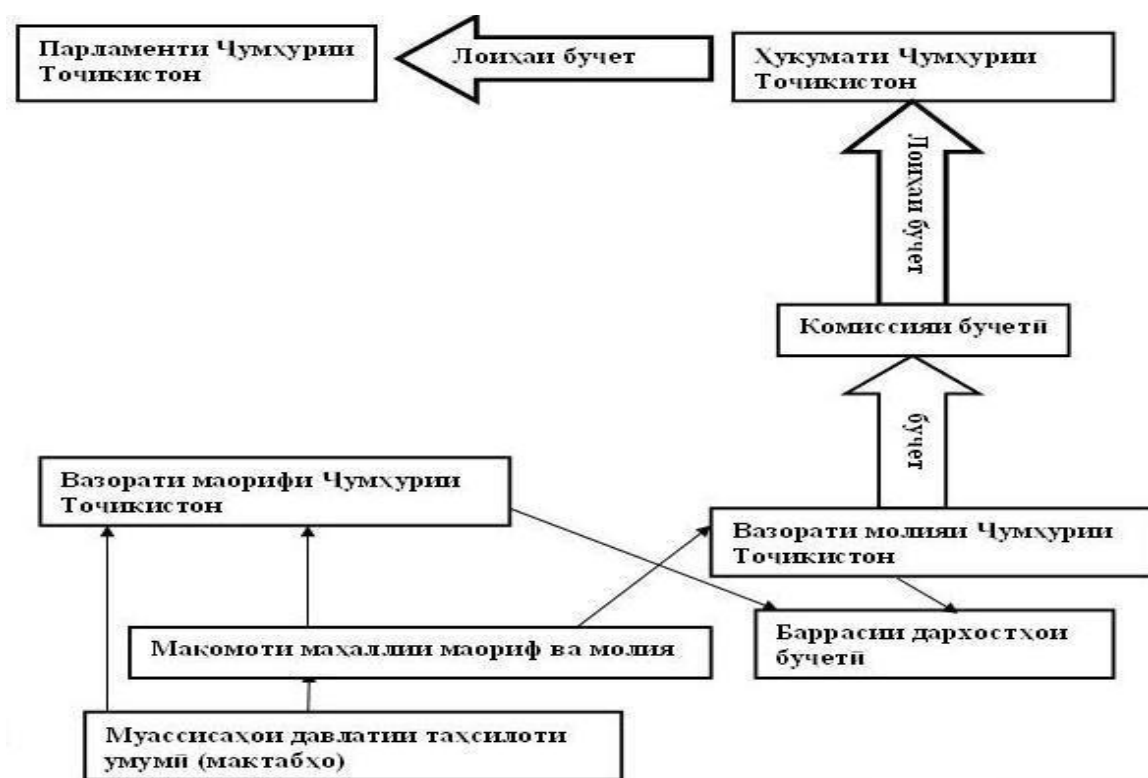 Парламенти Ҷумҳурии
Тоҷикистон
Лоиҳаи буҷет
Ҳукумати Ҷумҳурии
Тоҷикистон
Лоиҳаи буҷет
Комиссияи буҷетӣ
буҷет
Вазорати маорифи Ҷумҳурии
Тоҷикистон
Вазорати молияи Ҷумҳурии
Тоҷикистон
Мақомоти маҳаллии маориф ва молия
Баррасии дархостҳои
буҷетӣ
Муассисаҳои давлатии таҳсилоти
умумӣ (мактабҳо)